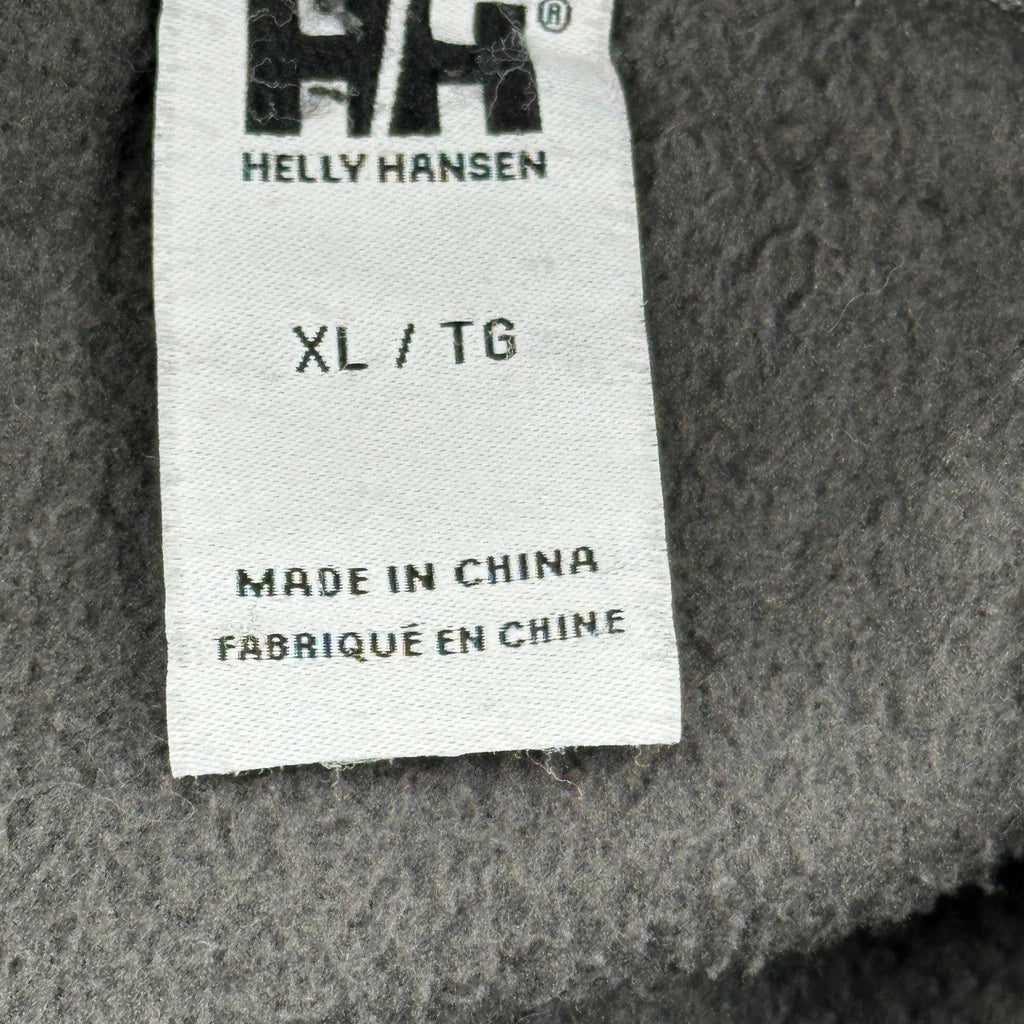 HH®
HELLY HANSEN
XL / TG
MADE IN CHINA
FABRIQUÉ EN CHINE